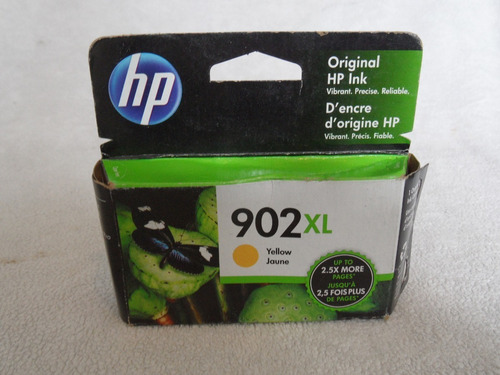 hp
Original
HP Ink
Vibrant. Precise. Reliable.
D'encre
d'origine HP
Vibrant. Précis. Fiable.
902XL
Yellow
Jaune
UP TO
2.5X MORE
PAGES*
JUSQU'À
2,5 FOIS PLUS
DE PAGES*